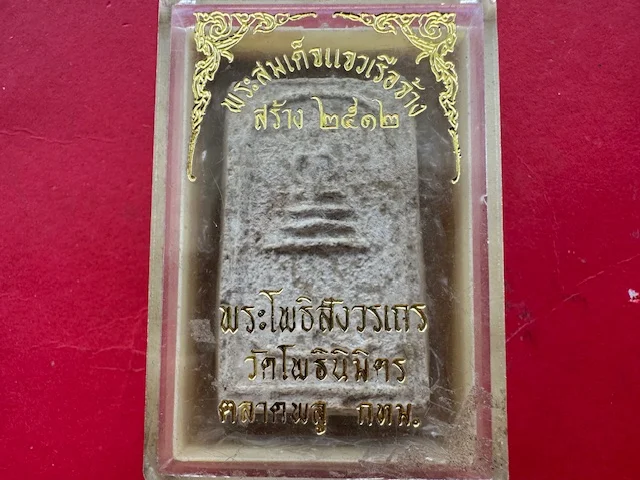 พระสมเด็จแจวเรือจ้าง
สร้าง ๒๕๑๒
พระโพธิสังวรเถร
วัดโพธินิมิตร
ตลาดพลู กทม.